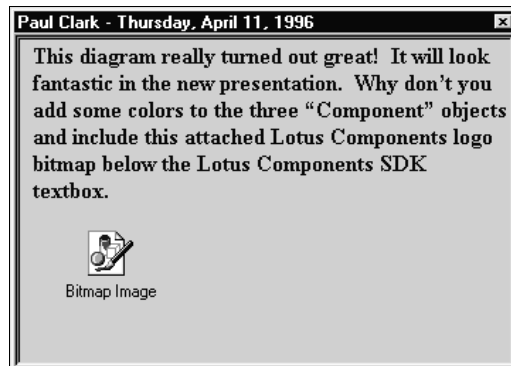 Paul Clark - Thursday, April 11, 1996
This diagram really turned out great!  It will look
fantastic in the new presentation.  Why don’t you
add some colors to the three “Component” objects
and include this attached Lotus Components logo
bitmap below the Lotus Components SDK
textbox.
Bitmap Image